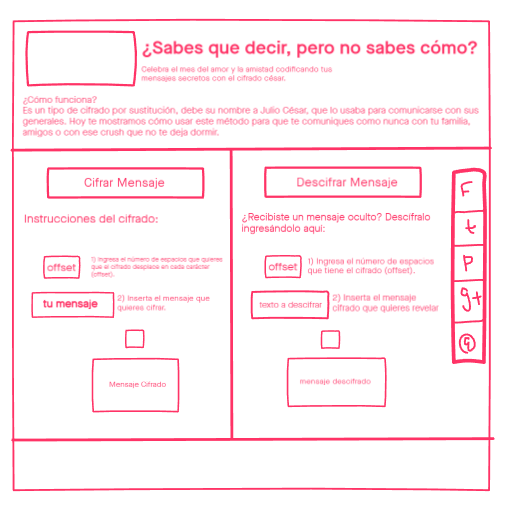 ¿Sabes que decir, pero no sabes cómo?
Celebra el mes del amor y la amistad codificando tus
mensajes secretos con el cifrado césar.
¿Cómo funciona?
Es un tipo de cifrado por sustitución, debe su nombre a Julio César, que lo usaba para comunicarse con sus
generales. Hoy te mostramos cómo usar este método para que te comuniques como nunca con tu familia,
amigos o con ese crush que no te deja dormir.
Cifrar Mensaje
Instrucciones del cifrado:
offset
1) Ingresa el número de espacios que quieres
que el cifrado desplace en cada carácter
(offset).
tu mensaje
2) Inserta el mensaje que
quieres cifrar.
Mensaje Cifrado
Descifrar Mensaje
¿Recibiste un mensaje oculto? Descífralo
ingresándolo aquí:
offset
1) Ingresa el número de espacios
que tiene el cifrado (offset).
texto a descifrar
2) Inserta el mensaje
cifrado que quieres revelar
mensaje descifrado
F
t
P
g+
@